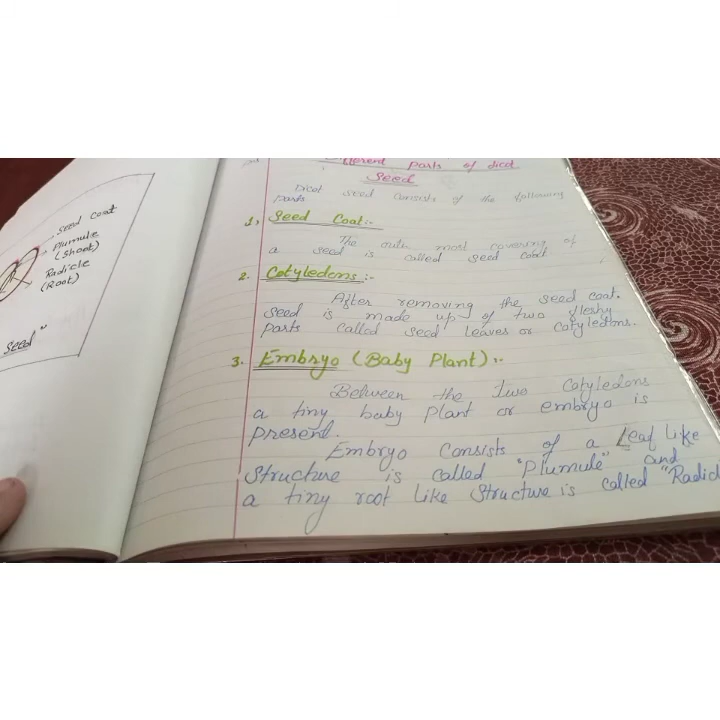 Seed coat
Plumule
(Shoot)
Radicle
(Root)
Seed"
parts of dicot
Seed
Dicot seed consists of the following
parts
1, Seed Coat:-
The outer most covering of
a seed is called seed coat
2. Cotyledons:-
After removing the seed coat.
seed is made up of two fleshy
parts called seed leaves or cotyledons.
3. Embryo (Baby Plant):-
Between the two Cotyledons
a tiny baby plant or embryo is
present.
Embryo consists of a Leaf like
structure is called "Plumule" and
a tiny root like structure is called "Radic